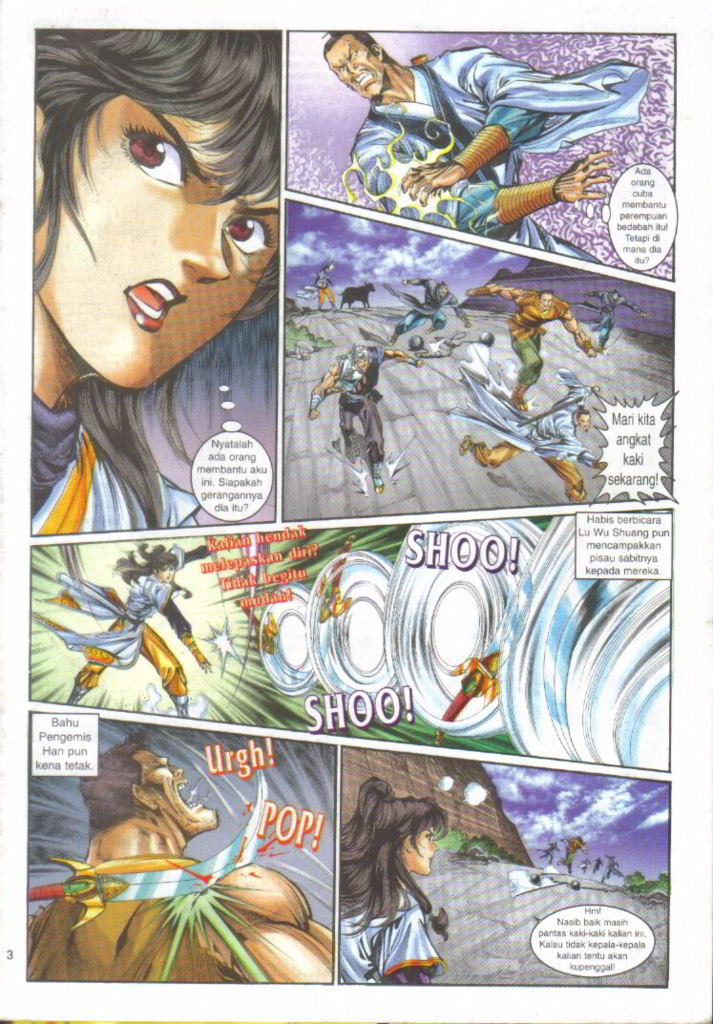 Nyatalah
ada orang
membantu aku
ini. Siapakah
gerangannya
dia itu?
Ada
orang
cuba
membantu
perempuan
bedebah itu!
Tetapi di
mana dia
itu?
Mari kita
angkat
kaki
sekarang!
Kalian hendak
melepaskan diri?
Tidak begitu
mudah!
SHOO!
SHOO!
Habis berbicara
Lu Wu Shuang pun
mencampakkan
pisau sabitnya
kepada mereka.
Bahu
Pengemis
Han pun
kena tetak.
Urgh!
POP!
Hm!
Nasib baik masih
pantas kaki-kaki kalian ini.
Kalau tidak kepala-kepala
kalian tentu akan
kupenggal!
3